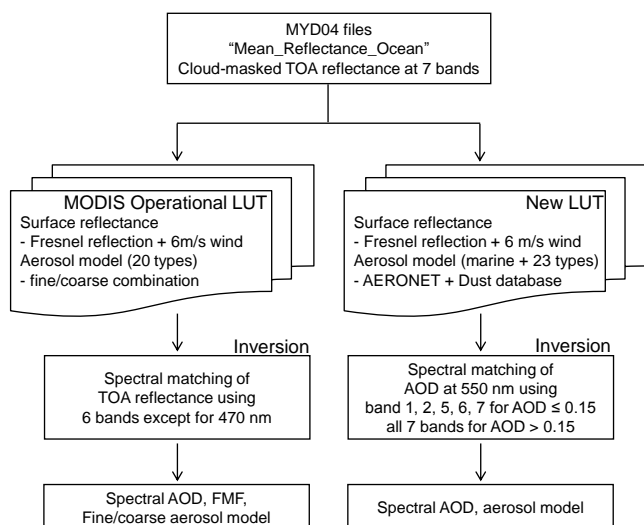 MYD04 files
“Mean_Reflectance_Ocean”
Cloud-masked TOA reflectance at 7 bands
MODIS Operational LUT
Surface reflectance
- Fresnel reflection + 6m/s wind
Aerosol model (20 types)
- fine/coarse combination
New LUT
Surface reflectance
- Fresnel reflection + 6 m/s wind
Aerosol model (marine + 23 types)
- AERONET + Dust database
Inversion
Spectral matching of
TOA reflectance using
6 bands except for 470 nm
Inversion
Spectral matching of
AOD at 550 nm using
band 1, 2, 5, 6, 7 for AOD ≤ 0.15
all 7 bands for AOD > 0.15
Spectral AOD, FMF,
Fine/coarse aerosol model
Spectral AOD, aerosol model